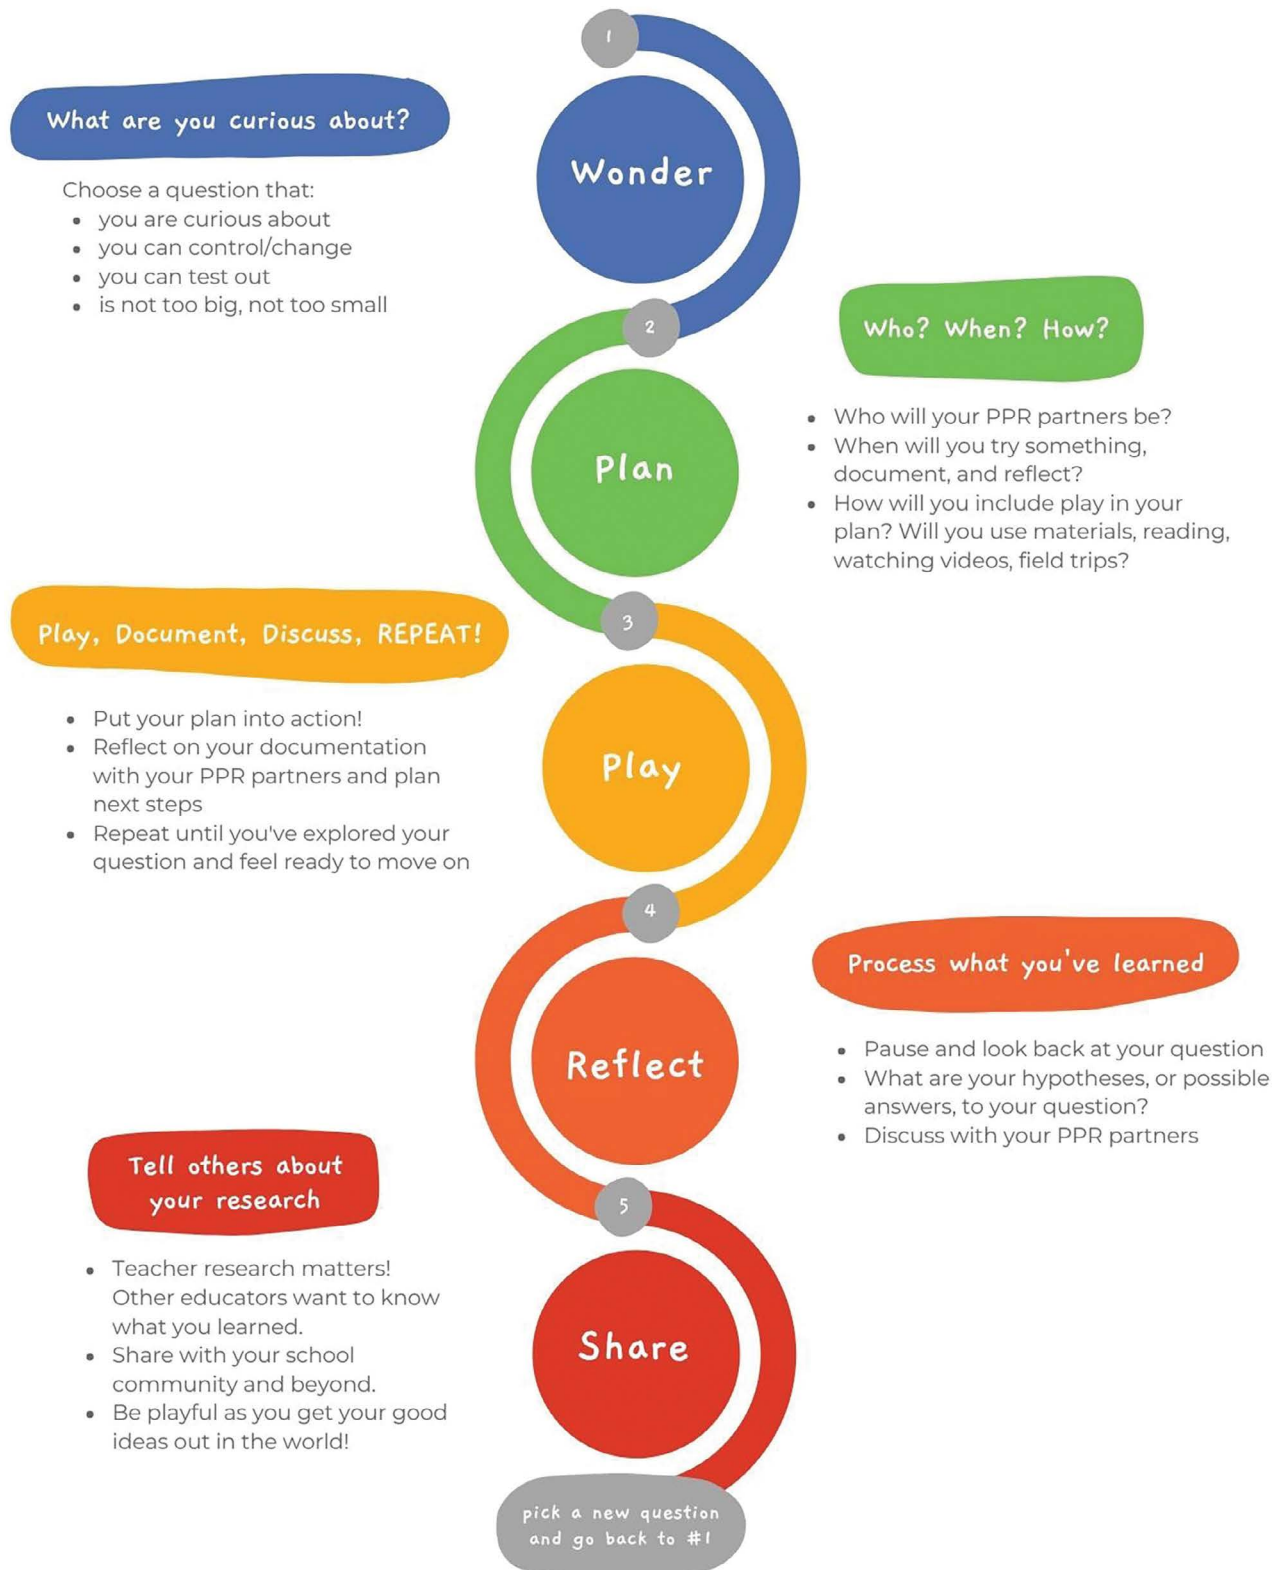 1
What are you curious about?
Wonder
Choose a question that:
• you are curious about
• you can control/change
• you can test out
• is not too big, not too small
2
Who? When? How?
Plan
• Who will your PPR partners be?
• When will you try something,
document, and reflect?
• How will you include play in your
plan? Will you use materials, reading,
watching videos, field trips?
3
Play, Document, Discuss, REPEAT!
Play
• Put your plan into action!
• Reflect on your documentation
with your PPR partners and plan
next steps
• Repeat until you've explored your
question and feel ready to move on
4
Process what you've learned
Reflect
• Pause and look back at your question
• What are your hypotheses, or possible
answers, to your question?
• Discuss with your PPR partners
5
Tell others about
your research
Share
• Teacher research matters!
Other educators want to know
what you learned.
• Share with your school
community and beyond.
• Be playful as you get your good
ideas out in the world!
pick a new question
and go back to #1